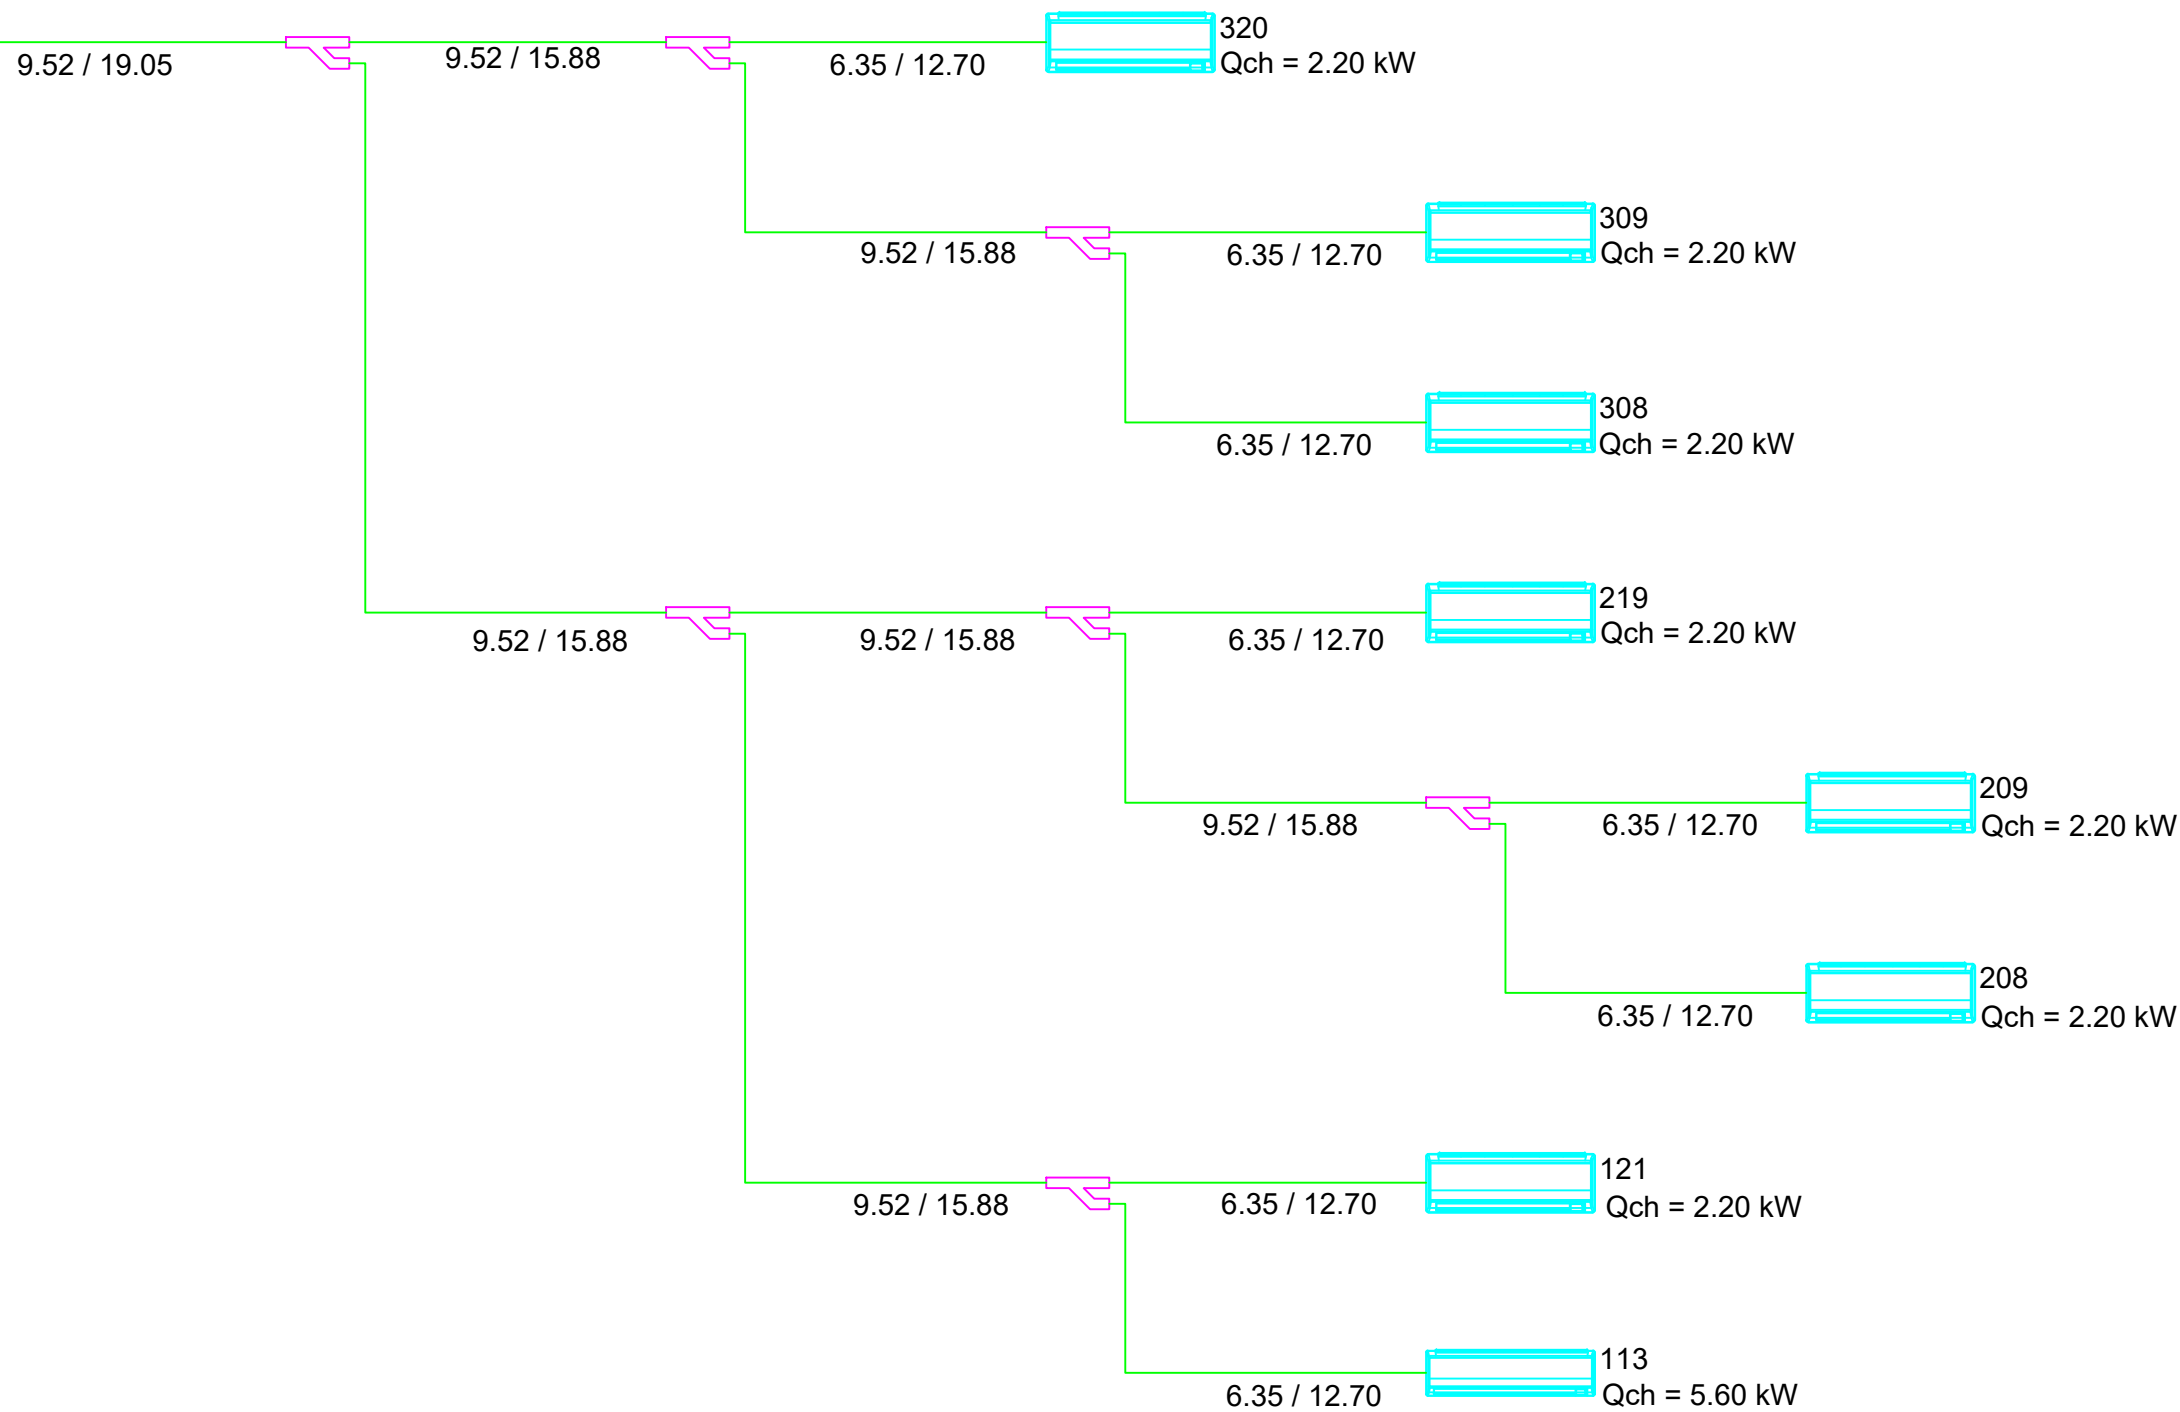 320
9.52 / 19.05
9.52 / 15.88
6.35 / 12.70
Qch = 2.20 kW
309
9.52 / 15.88
6.35 / 12.70
Qch = 2.20 kW
308
6.35 / 12.70
Qch = 2.20 kW
219
9.52 / 15.88
9.52 / 15.88
6.35 / 12.70
Qch = 2.20 kW
209
9.52 / 15.88
6.35 / 12.70
Qch = 2.20 kW
208
6.35 / 12.70
Qch = 2.20 kW
121
9.52 / 15.88
6.35 / 12.70
Qch = 2.20 kW
113
6.35 / 12.70
Qch = 5.60 kW